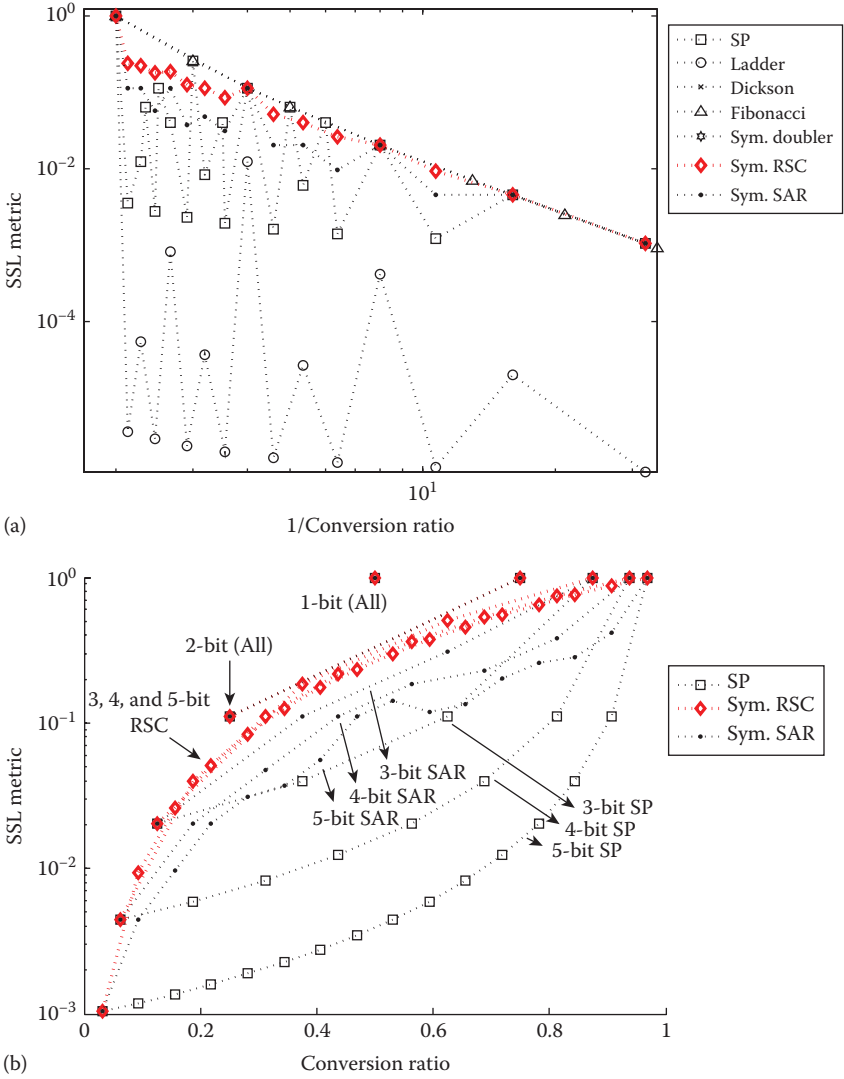 10^0
10^−2
10^−4
SSL metric
10^1
1/Conversion ratio
(a)
SP
Ladder
Dickson
Fibonacci
Sym. doubler
Sym. RSC
Sym. SAR
10^0
10^−1
10^−2
10^−3
SSL metric
1-bit (All)
2-bit (All)
3, 4, and 5-bit
RSC
3-bit SAR
4-bit SAR
5-bit SAR
3-bit SP
4-bit SP
5-bit SP
0
0.2
0.4
0.6
0.8
1
Conversion ratio
(b)
SP
Sym. RSC
Sym. SAR